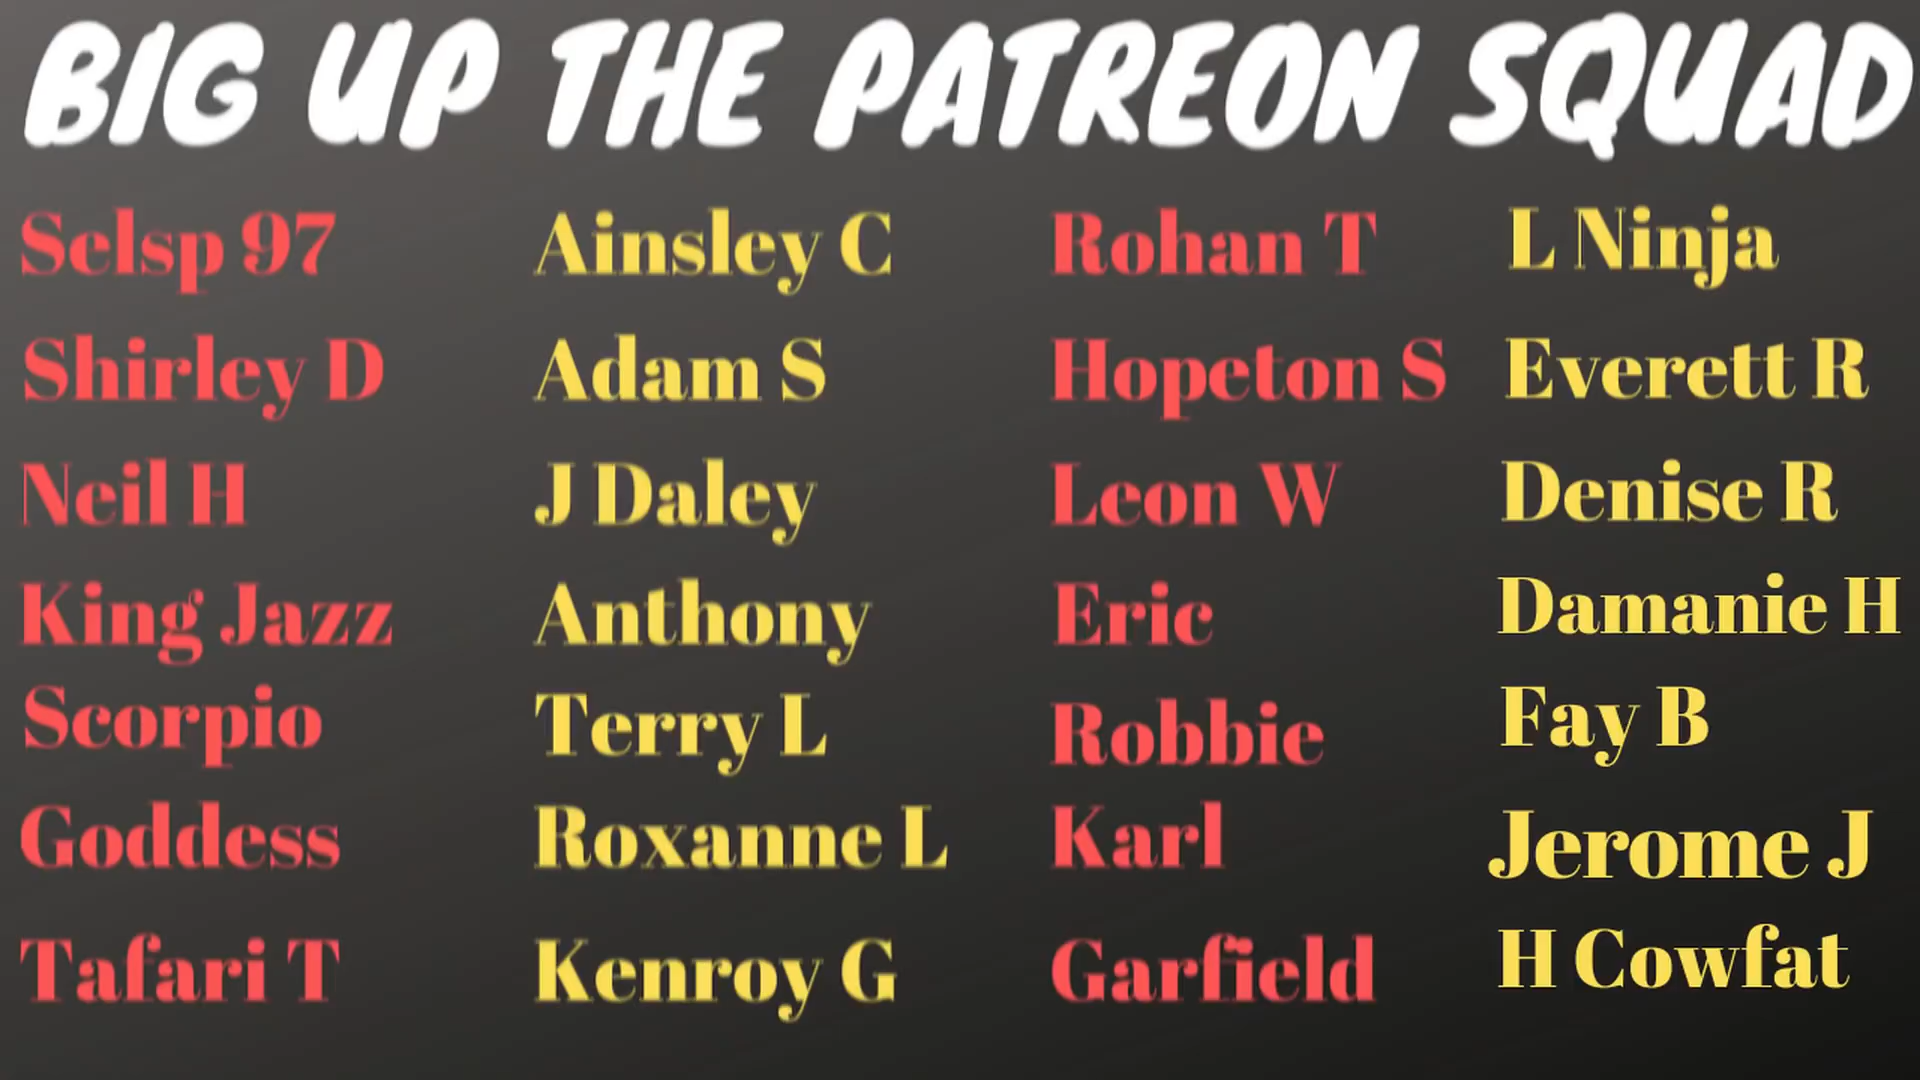 BIG UP THE PATREON SQUAD
Selsp 97 Ainsley C Rohan T L Ninja
Shirley D Adam S Hopeton S Everett R
Neil H J Daley Leon W Denise R
King Jazz Anthony Eric Damanie H
Scorpio Terry L Robbie Fay B
Goddess Roxanne L Karl Jerome J
Tafari T Kenroy G Garfield H Cowfat